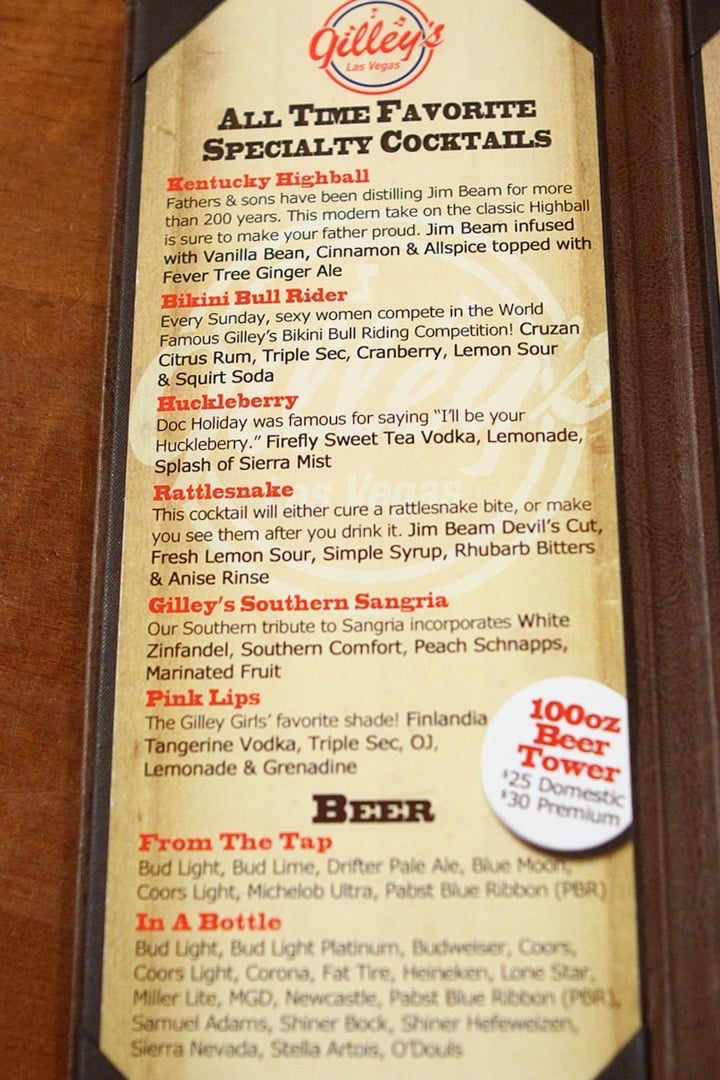 Gilley's
Las Vegas
ALL TIME FAVORITE
SPECIALTY COCKTAILS
Kentucky Highball
Fathers & sons have been distilling Jim Beam for more
than 200 years. This modern take on the classic Highball
is sure to make your father proud. Jim Beam infused
with Vanilla Bean, Cinnamon & Allspice topped with
Fever Tree Ginger Ale
Bikini Bull Rider
Every Sunday, sexy women compete in the World
Famous Gilley's Bikini Bull Riding Competition! Cruzan
Citrus Rum, Triple Sec, Cranberry, Lemon Sour
& Squirt Soda
Huckleberry
Doc Holiday was famous for saying “I'll be your
Huckleberry.” Firefly Sweet Tea Vodka, Lemonade,
Splash of Sierra Mist
Rattlesnake
This cocktail will either cure a rattlesnake bite, or make
you see them after you drink it. Jim Beam Devil's Cut,
Fresh Lemon Sour, Simple Syrup, Rhubarb Bitters
& Anise Rinse
Gilley's Southern Sangria
Our Southern tribute to Sangria incorporates White
Zinfandel, Southern Comfort, Peach Schnapps,
Marinated Fruit
Pink Lips
The Gilley Girls' favorite shade! Finlandia
Tangerine Vodka, Triple Sec, OJ,
Lemonade & Grenadine
100oz
Beer
Tower
$25 Domestic
$30 Premium
BEER
From The Tap
Bud Light, Bud Lime, Drifter Pale Ale, Blue Moon,
Coors Light, Michelob Ultra, Pabst Blue Ribbon (PBR)
In A Bottle
Bud Light, Bud Light Platinum, Budweiser, Coors,
Coors Light, Corona, Fat Tire, Heineken, Lone Star,
Miller Lite, MGD, Newcastle, Pabst Blue Ribbon (PBR),
Samuel Adams, Shiner Bock, Shiner Hefeweizen,
Sierra Nevada, Stella Artois, O'Douls